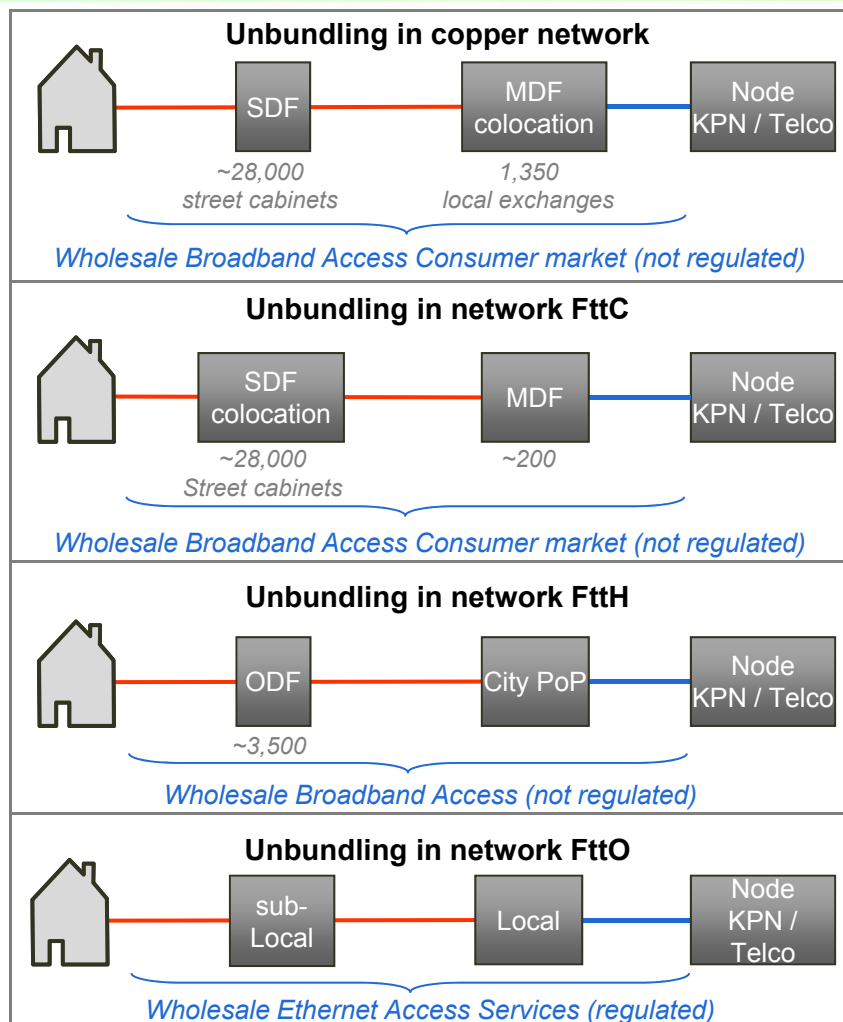 Unbundling in copper network
SDF
MDF
colocation
Node
KPN / Telco
~28,000
street cabinets
1,350
local exchanges
Wholesale Broadband Access Consumer market (not regulated)
Unbundling in network FttC
SDF
colocation
MDF
Node
KPN / Telco
~28,000
Street cabinets
~200
Wholesale Broadband Access Consumer market (not regulated)
Unbundling in network FttH
ODF
City PoP
Node
KPN / Telco
~3,500
Wholesale Broadband Access (not regulated)
Unbundling in network FttO
sub-
Local
Local
Node
KPN /
Telco
Wholesale Ethernet Access Services (regulated)